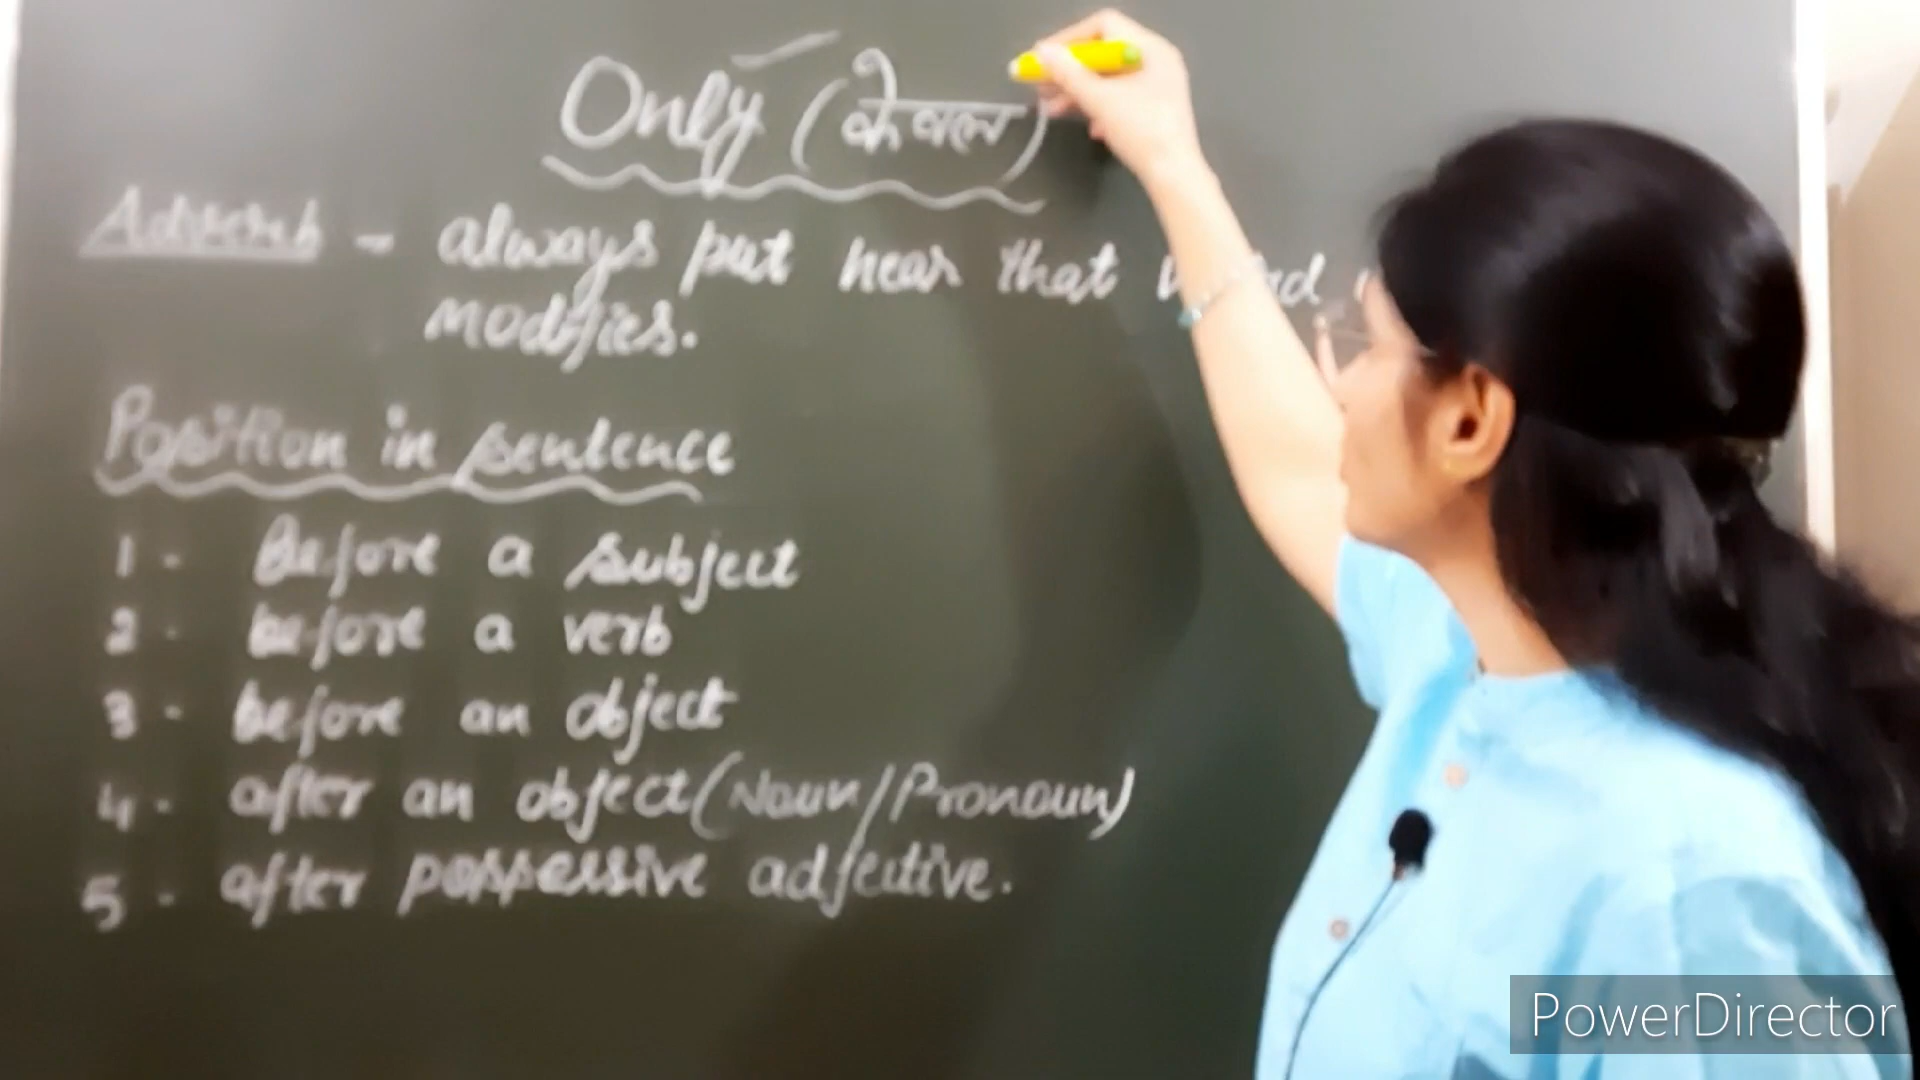 Only (केवल)
Adverb - always put near that
modifies.
Position in sentence
1 - Before a subject
2 - before a verb
3 - before an object
4 - after an object (Noun/Pronoun)
5 - after possessive adjective.
PowerDirector